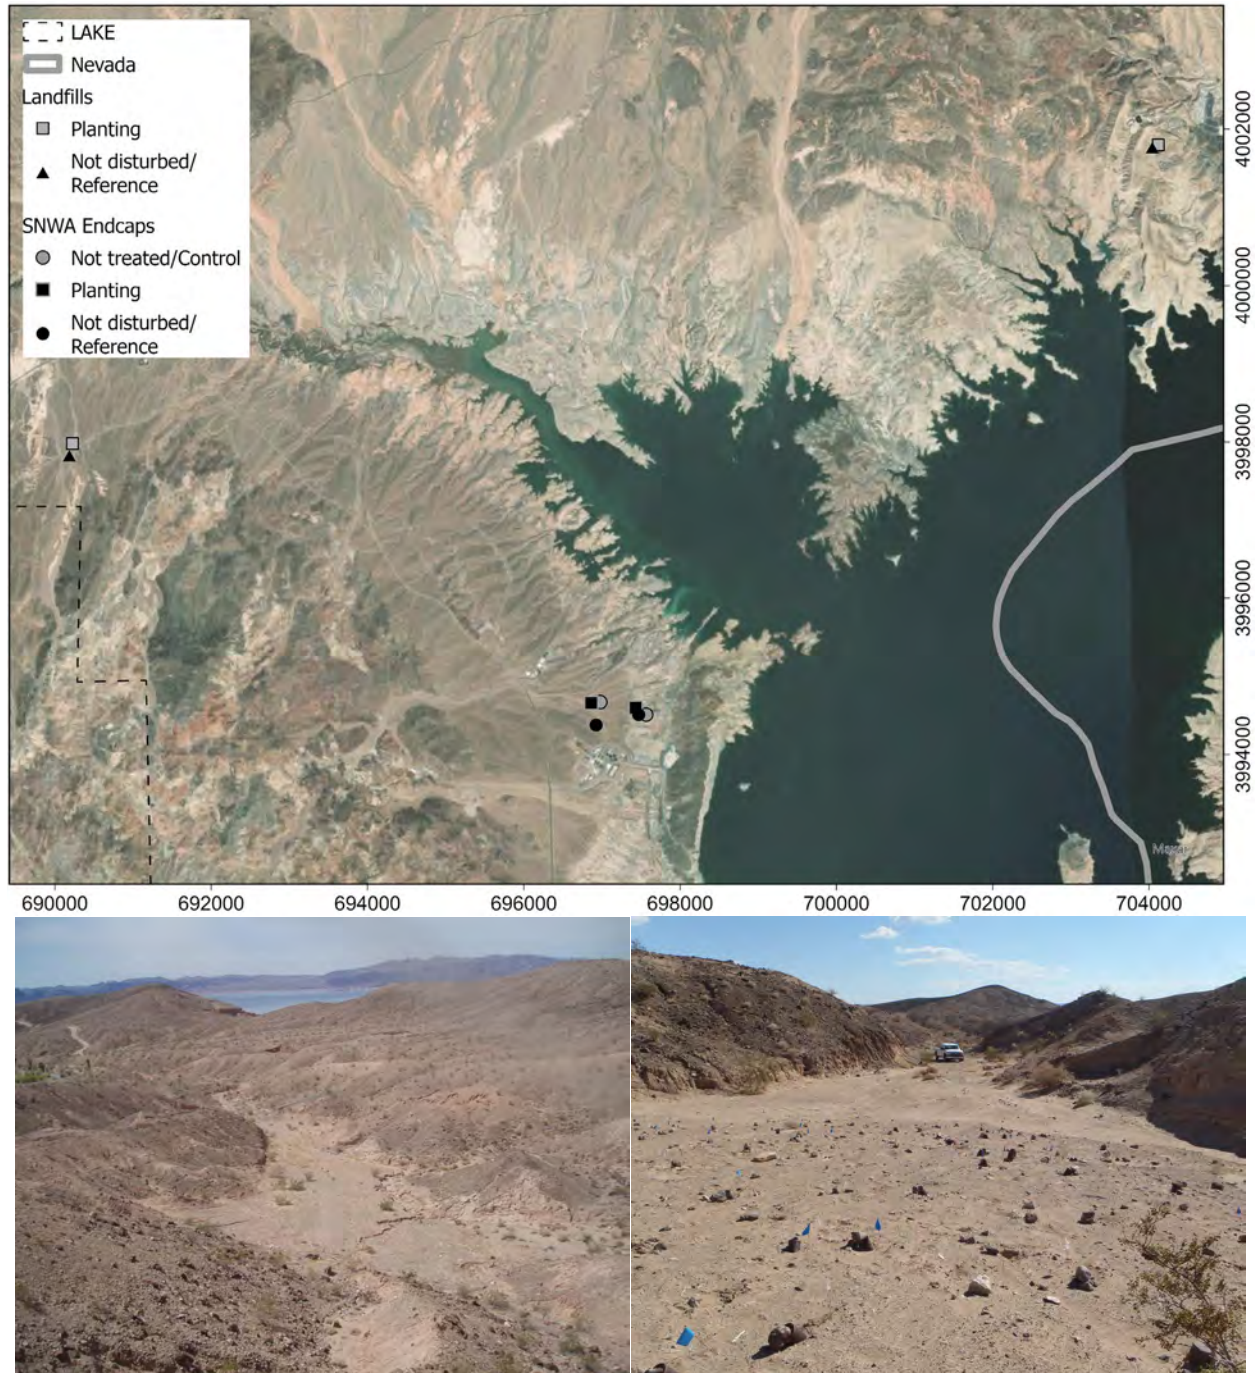 LAKE
Nevada
Landfills
Planting
Not disturbed/
Reference
SNWA Endcaps
Not treated/Control
Planting
Not disturbed/
Reference
4002000
4000000
3998000
3996000
3994000
690000
692000
694000
696000
698000
700000
702000
704000